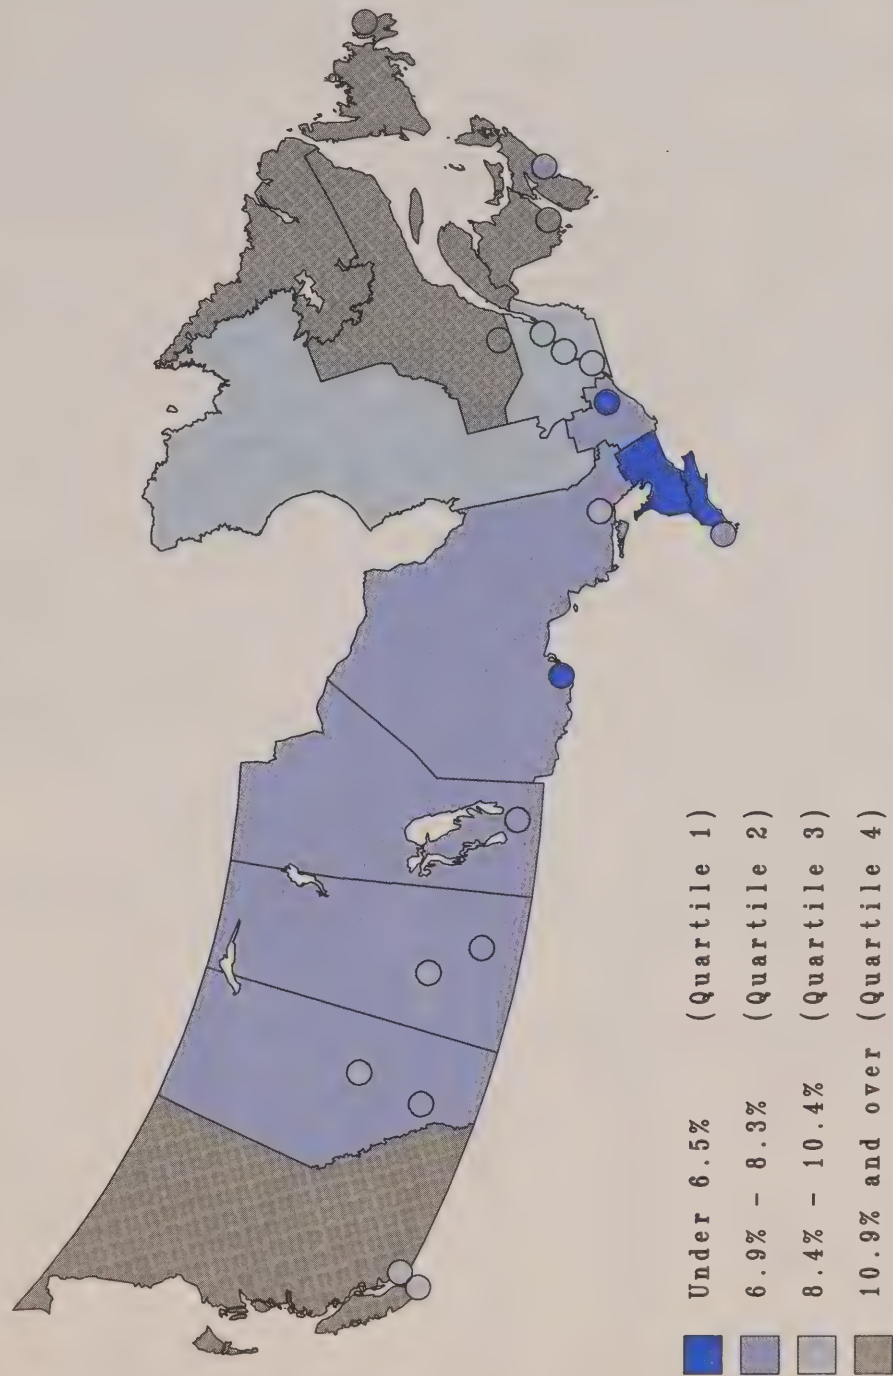 Under 6.5% (Quartile 1)
6.9% - 8.3% (Quartile 2)
8.4% - 10.4% (Quartile 3)
10.9% and over (Quartile 4)